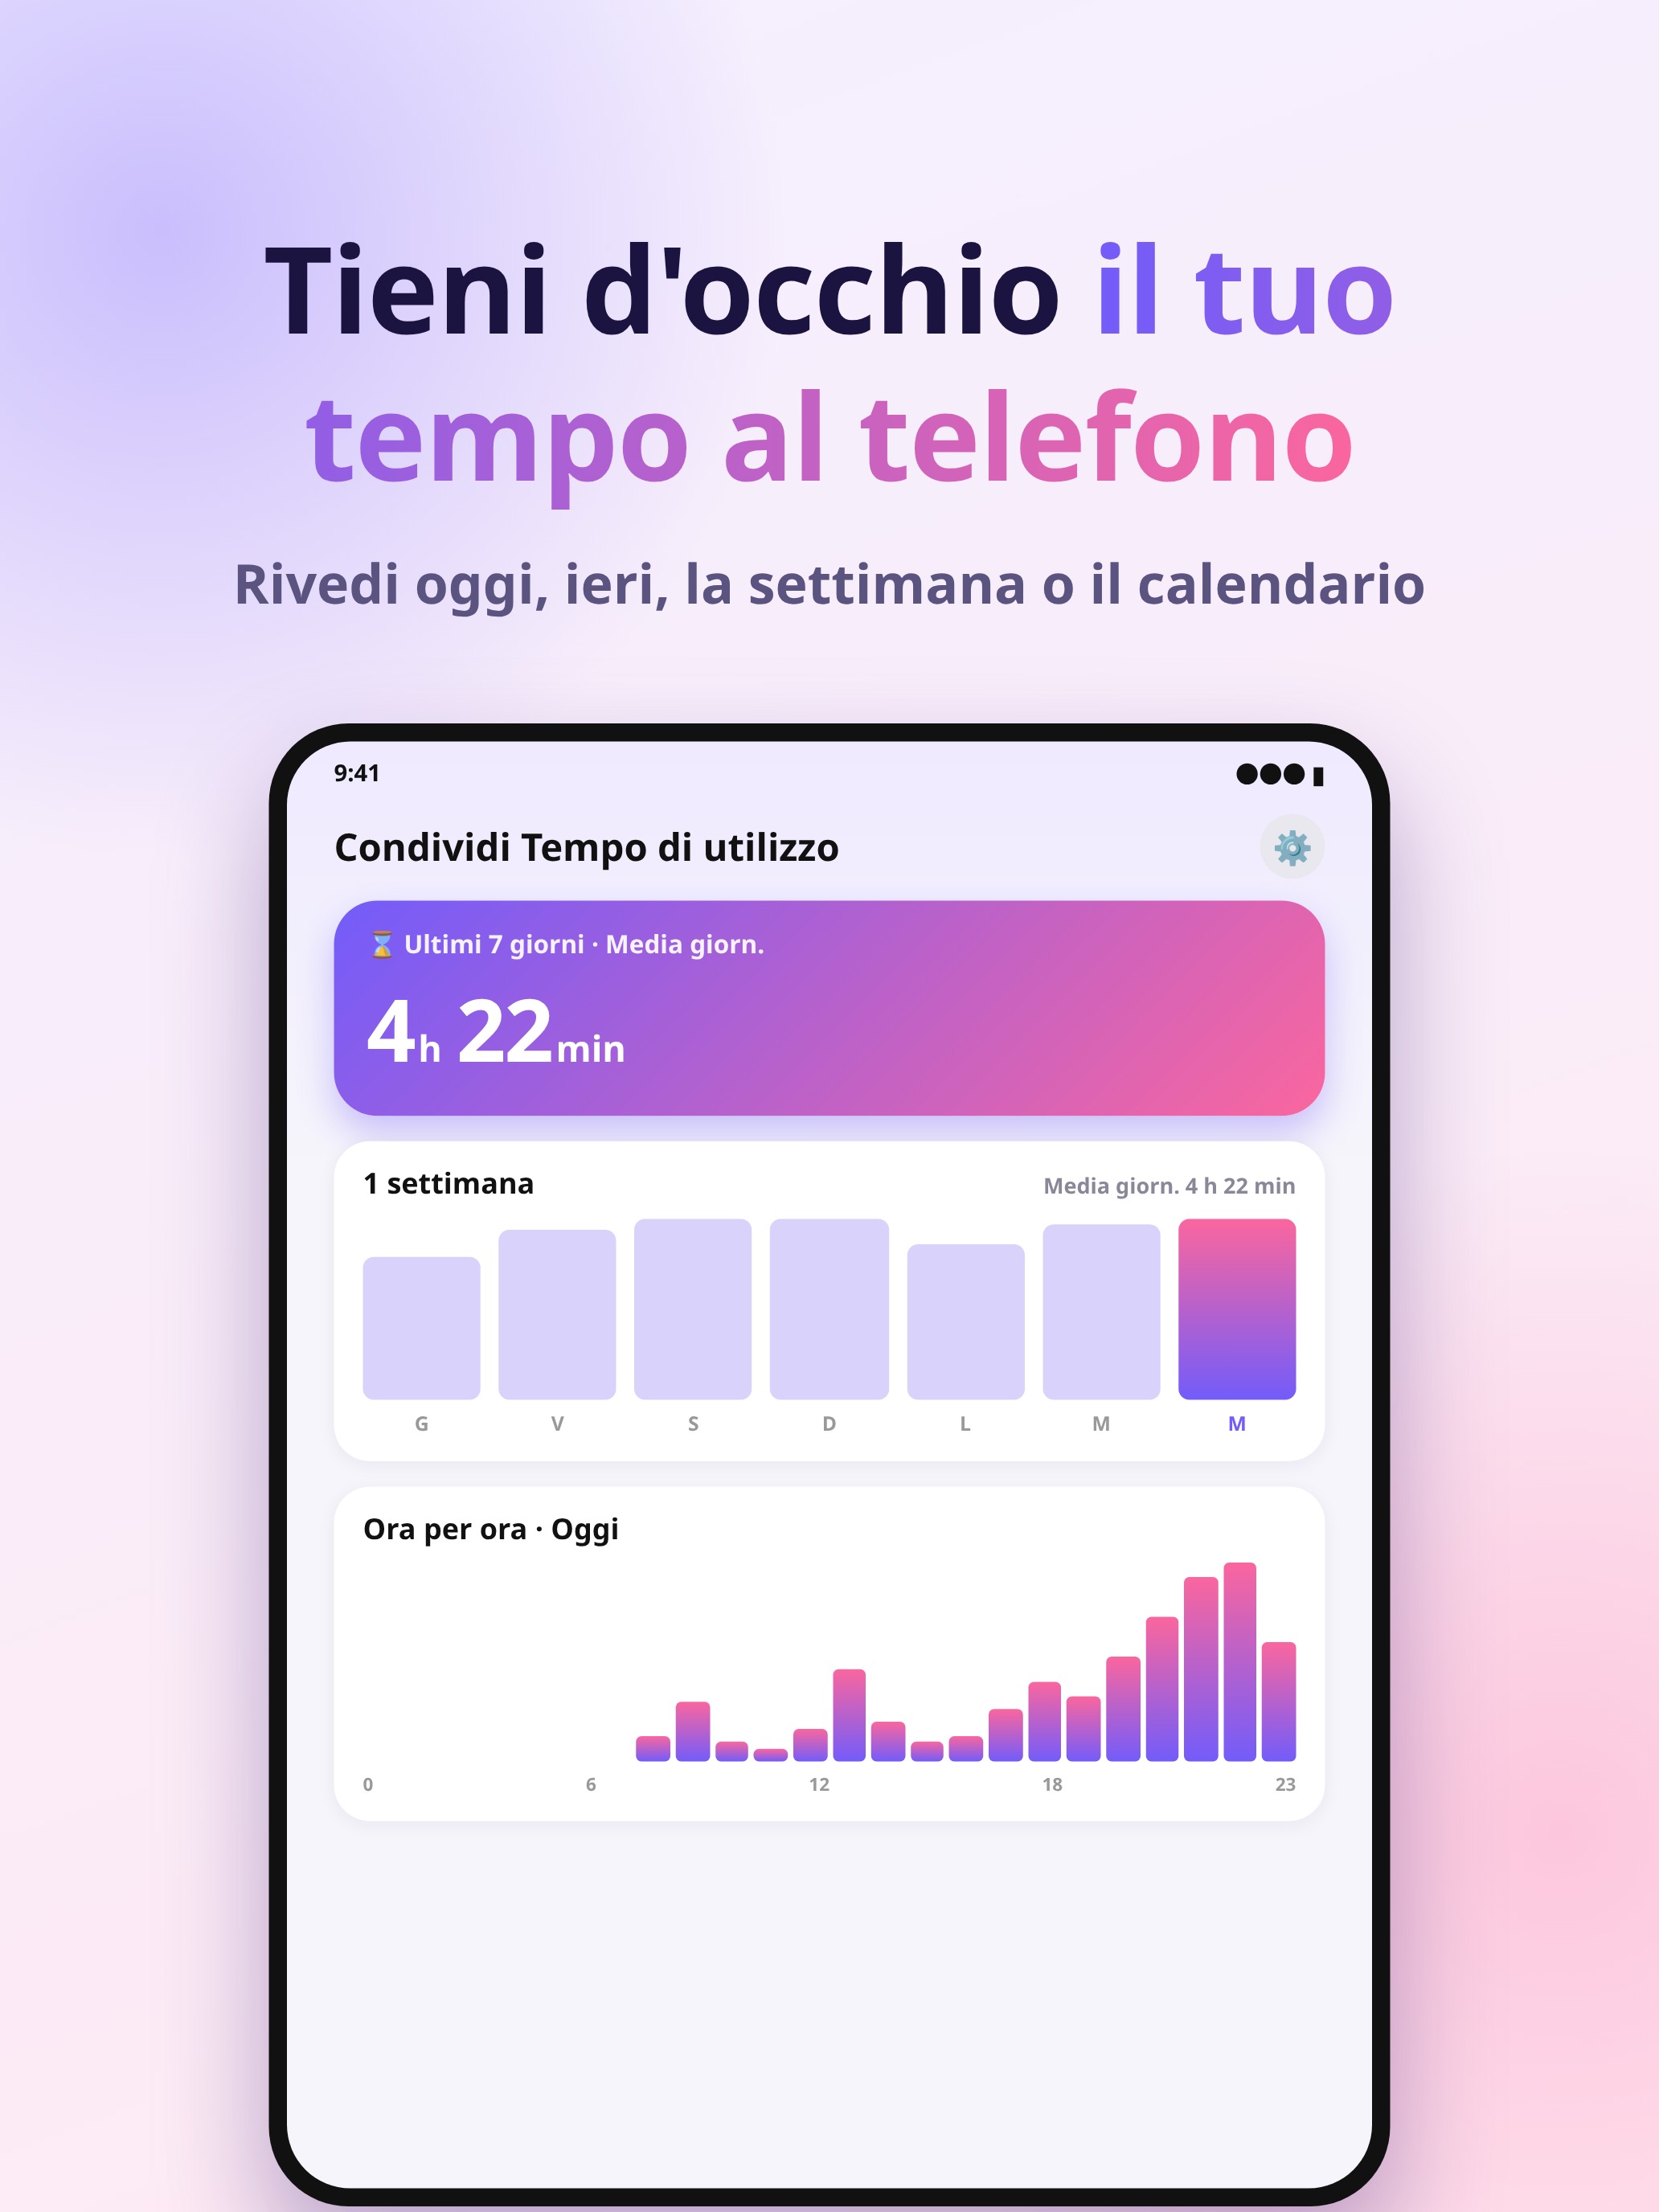 Tieni d'occhio il tuo
tempo al telefono
Rivedi oggi, ieri, la settimana o il calendario
9:41
Condividi Tempo di utilizzo
⌛ Ultimi 7 giorni · Media giorn.
4h 22min
1 settimana
Media giorn. 4 h 22 min
G V S D L M M
Ora per ora · Oggi
0 6 12 18 23